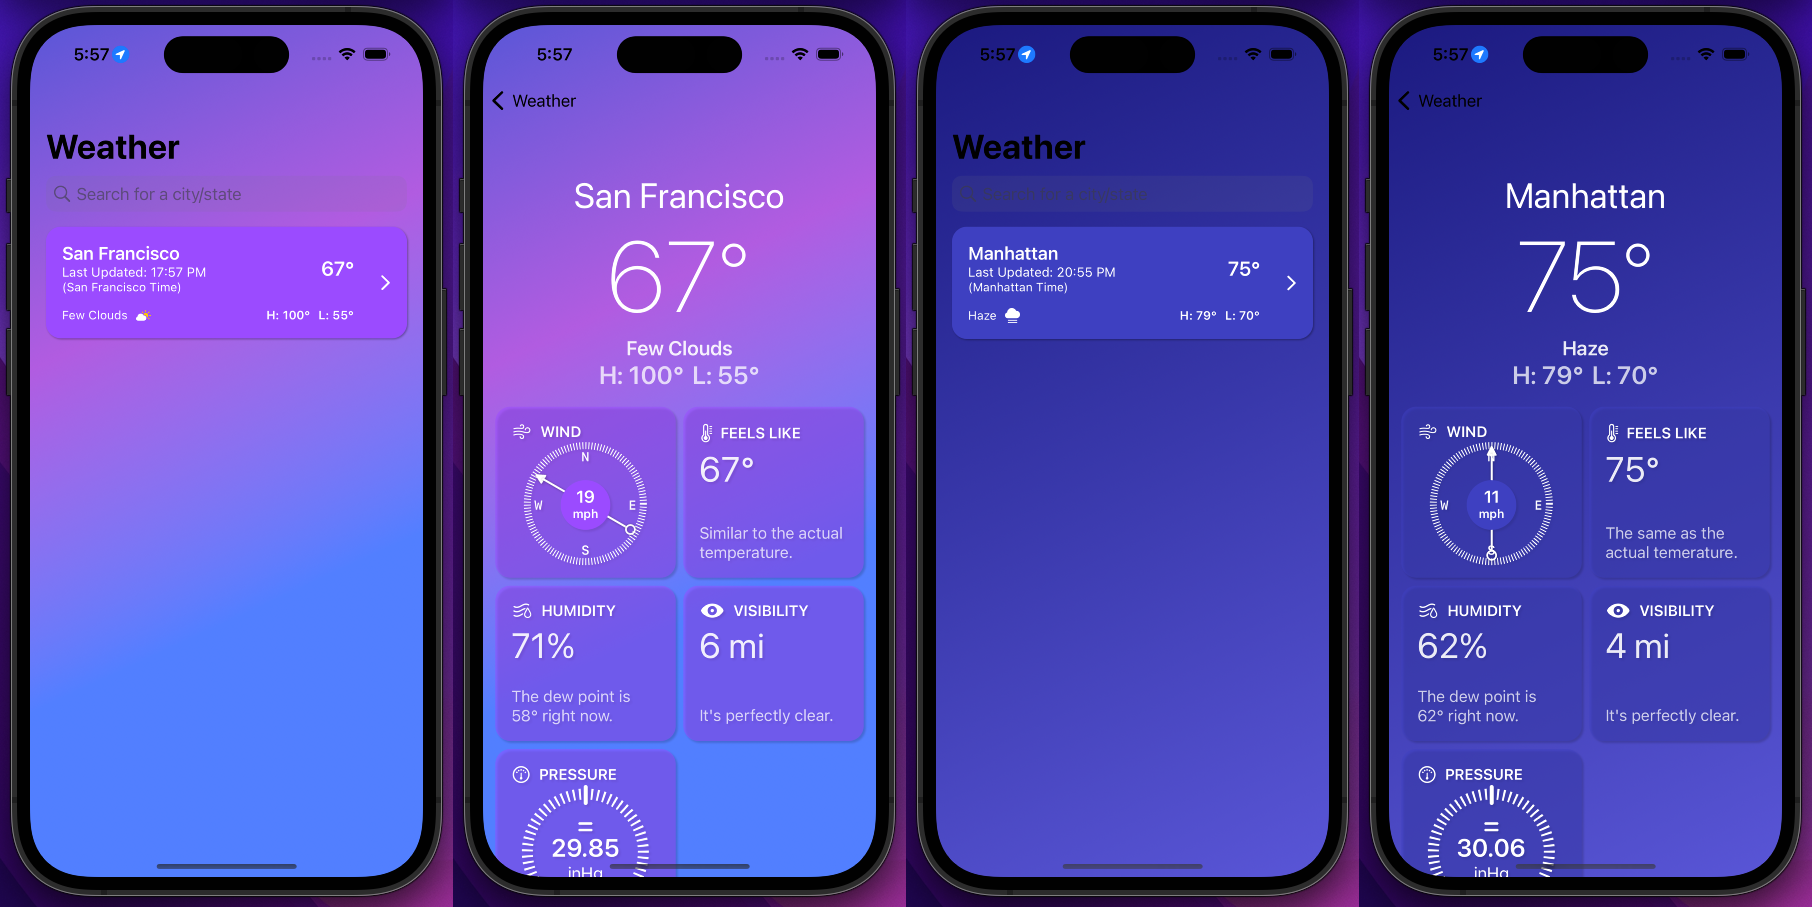 5:57
Weather
Search for a city/state
San Francisco
Last Updated: 17:57 PM
(San Francisco Time)
67°
Few Clouds
H: 100° L: 55°
5:57
Weather
San Francisco
67°
Few Clouds
H: 100° L: 55°
WIND
N
W
E
S
19
mph
FEELS LIKE
67°
Similar to the actual
temperature.
HUMIDITY
71%
The dew point is
58° right now.
VISIBILITY
6 mi
It's perfectly clear.
PRESSURE
=
29.85
inHg
5:57
Weather
Search for a city/state
Manhattan
Last Updated: 20:55 PM
(Manhattan Time)
75°
Haze
H: 79° L: 70°
5:57
Weather
Manhattan
75°
Haze
H: 79° L: 70°
WIND
N
W
E
S
11
mph
FEELS LIKE
75°
The same as the
actual temerature.
HUMIDITY
62%
The dew point is
62° right now.
VISIBILITY
4 mi
It's perfectly clear.
PRESSURE
=
30.06
inHg